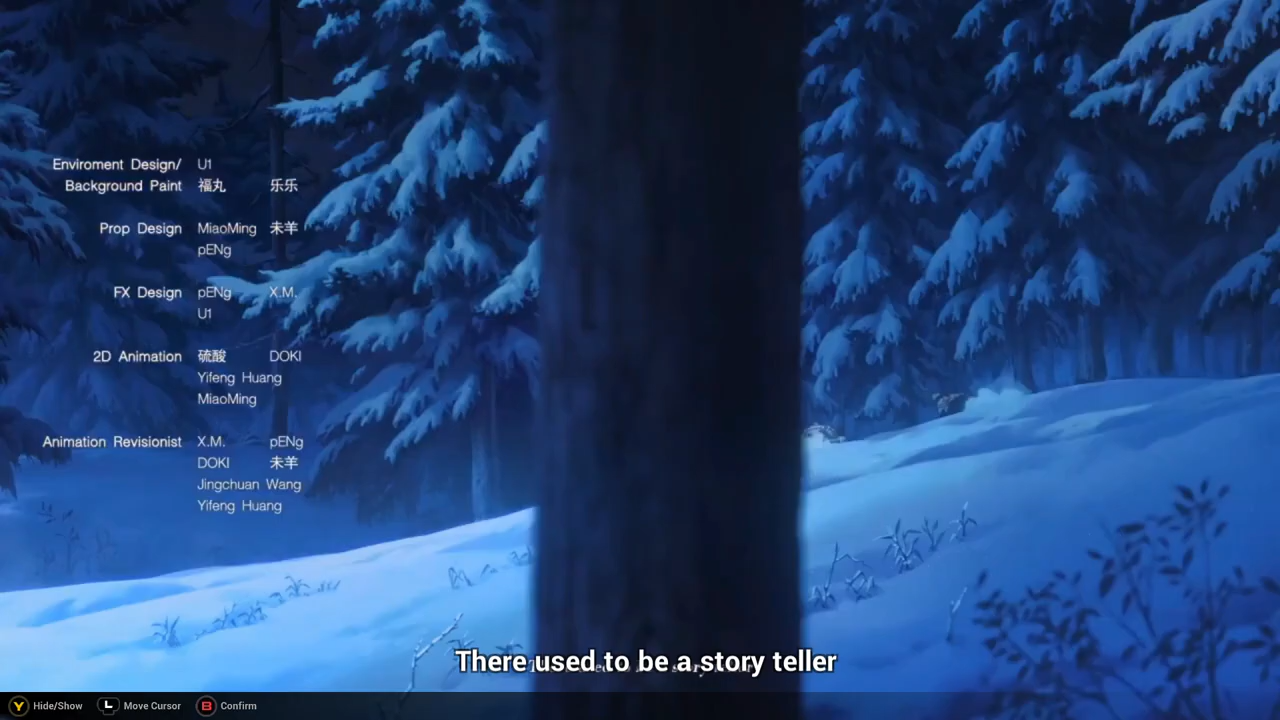 Enviroment Design/ U1
Background Paint 福丸 乐乐
Prop Design MiaoMing 未羊
pENg
FX Design pENg X.M.
U1
2D Animation 硫酸 DOKI
Yifeng Huang
MiaoMing
Animation Revisionist X.M. pENg
DOKI 未羊
Jingchuan Wang
Yifeng Huang
There used to be a story teller
Y Hide/Show L Move Cursor B Confirm